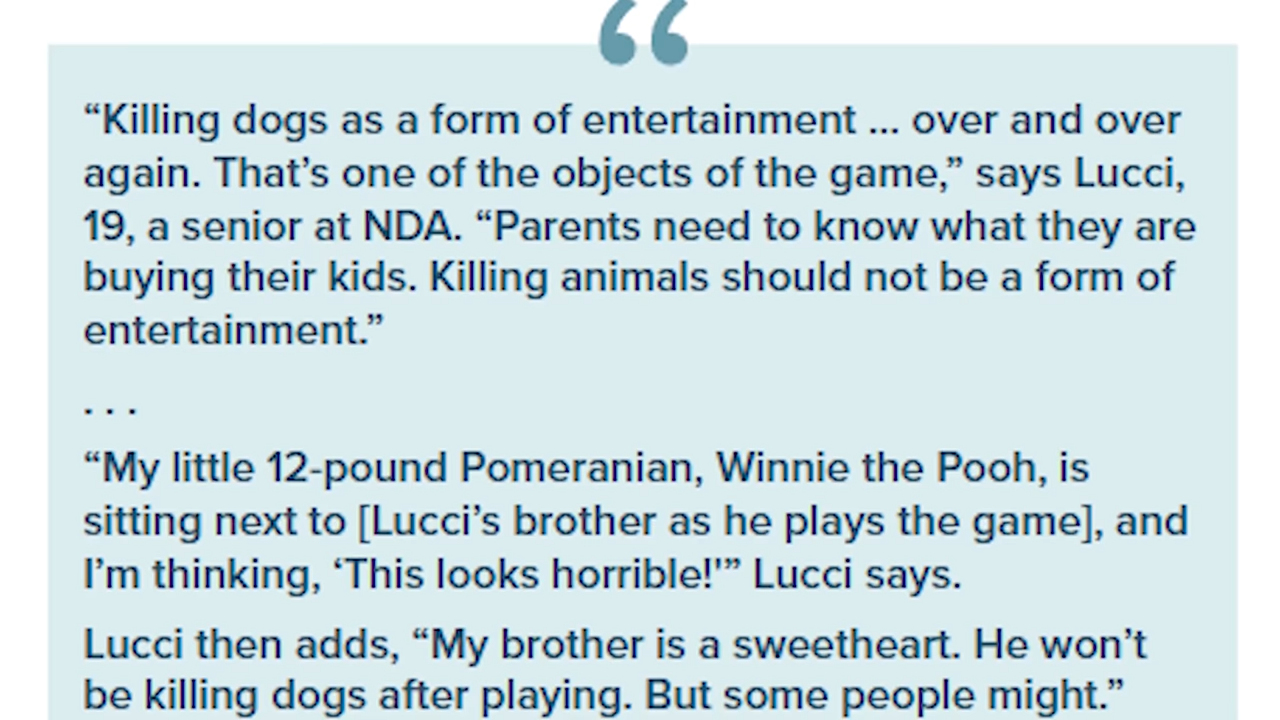 “
“Killing dogs as a form of entertainment ... over and over
again. That’s one of the objects of the game,” says Lucci,
19, a senior at NDA. “Parents need to know what they are
buying their kids. Killing animals should not be a form of
entertainment.”
. . .
“My little 12-pound Pomeranian, Winnie the Pooh, is
sitting next to [Lucci’s brother as he plays the game], and
I’m thinking, ‘This looks horrible!'” Lucci says.
Lucci then adds, “My brother is a sweetheart. He won’t
be killing dogs after playing. But some people might.”